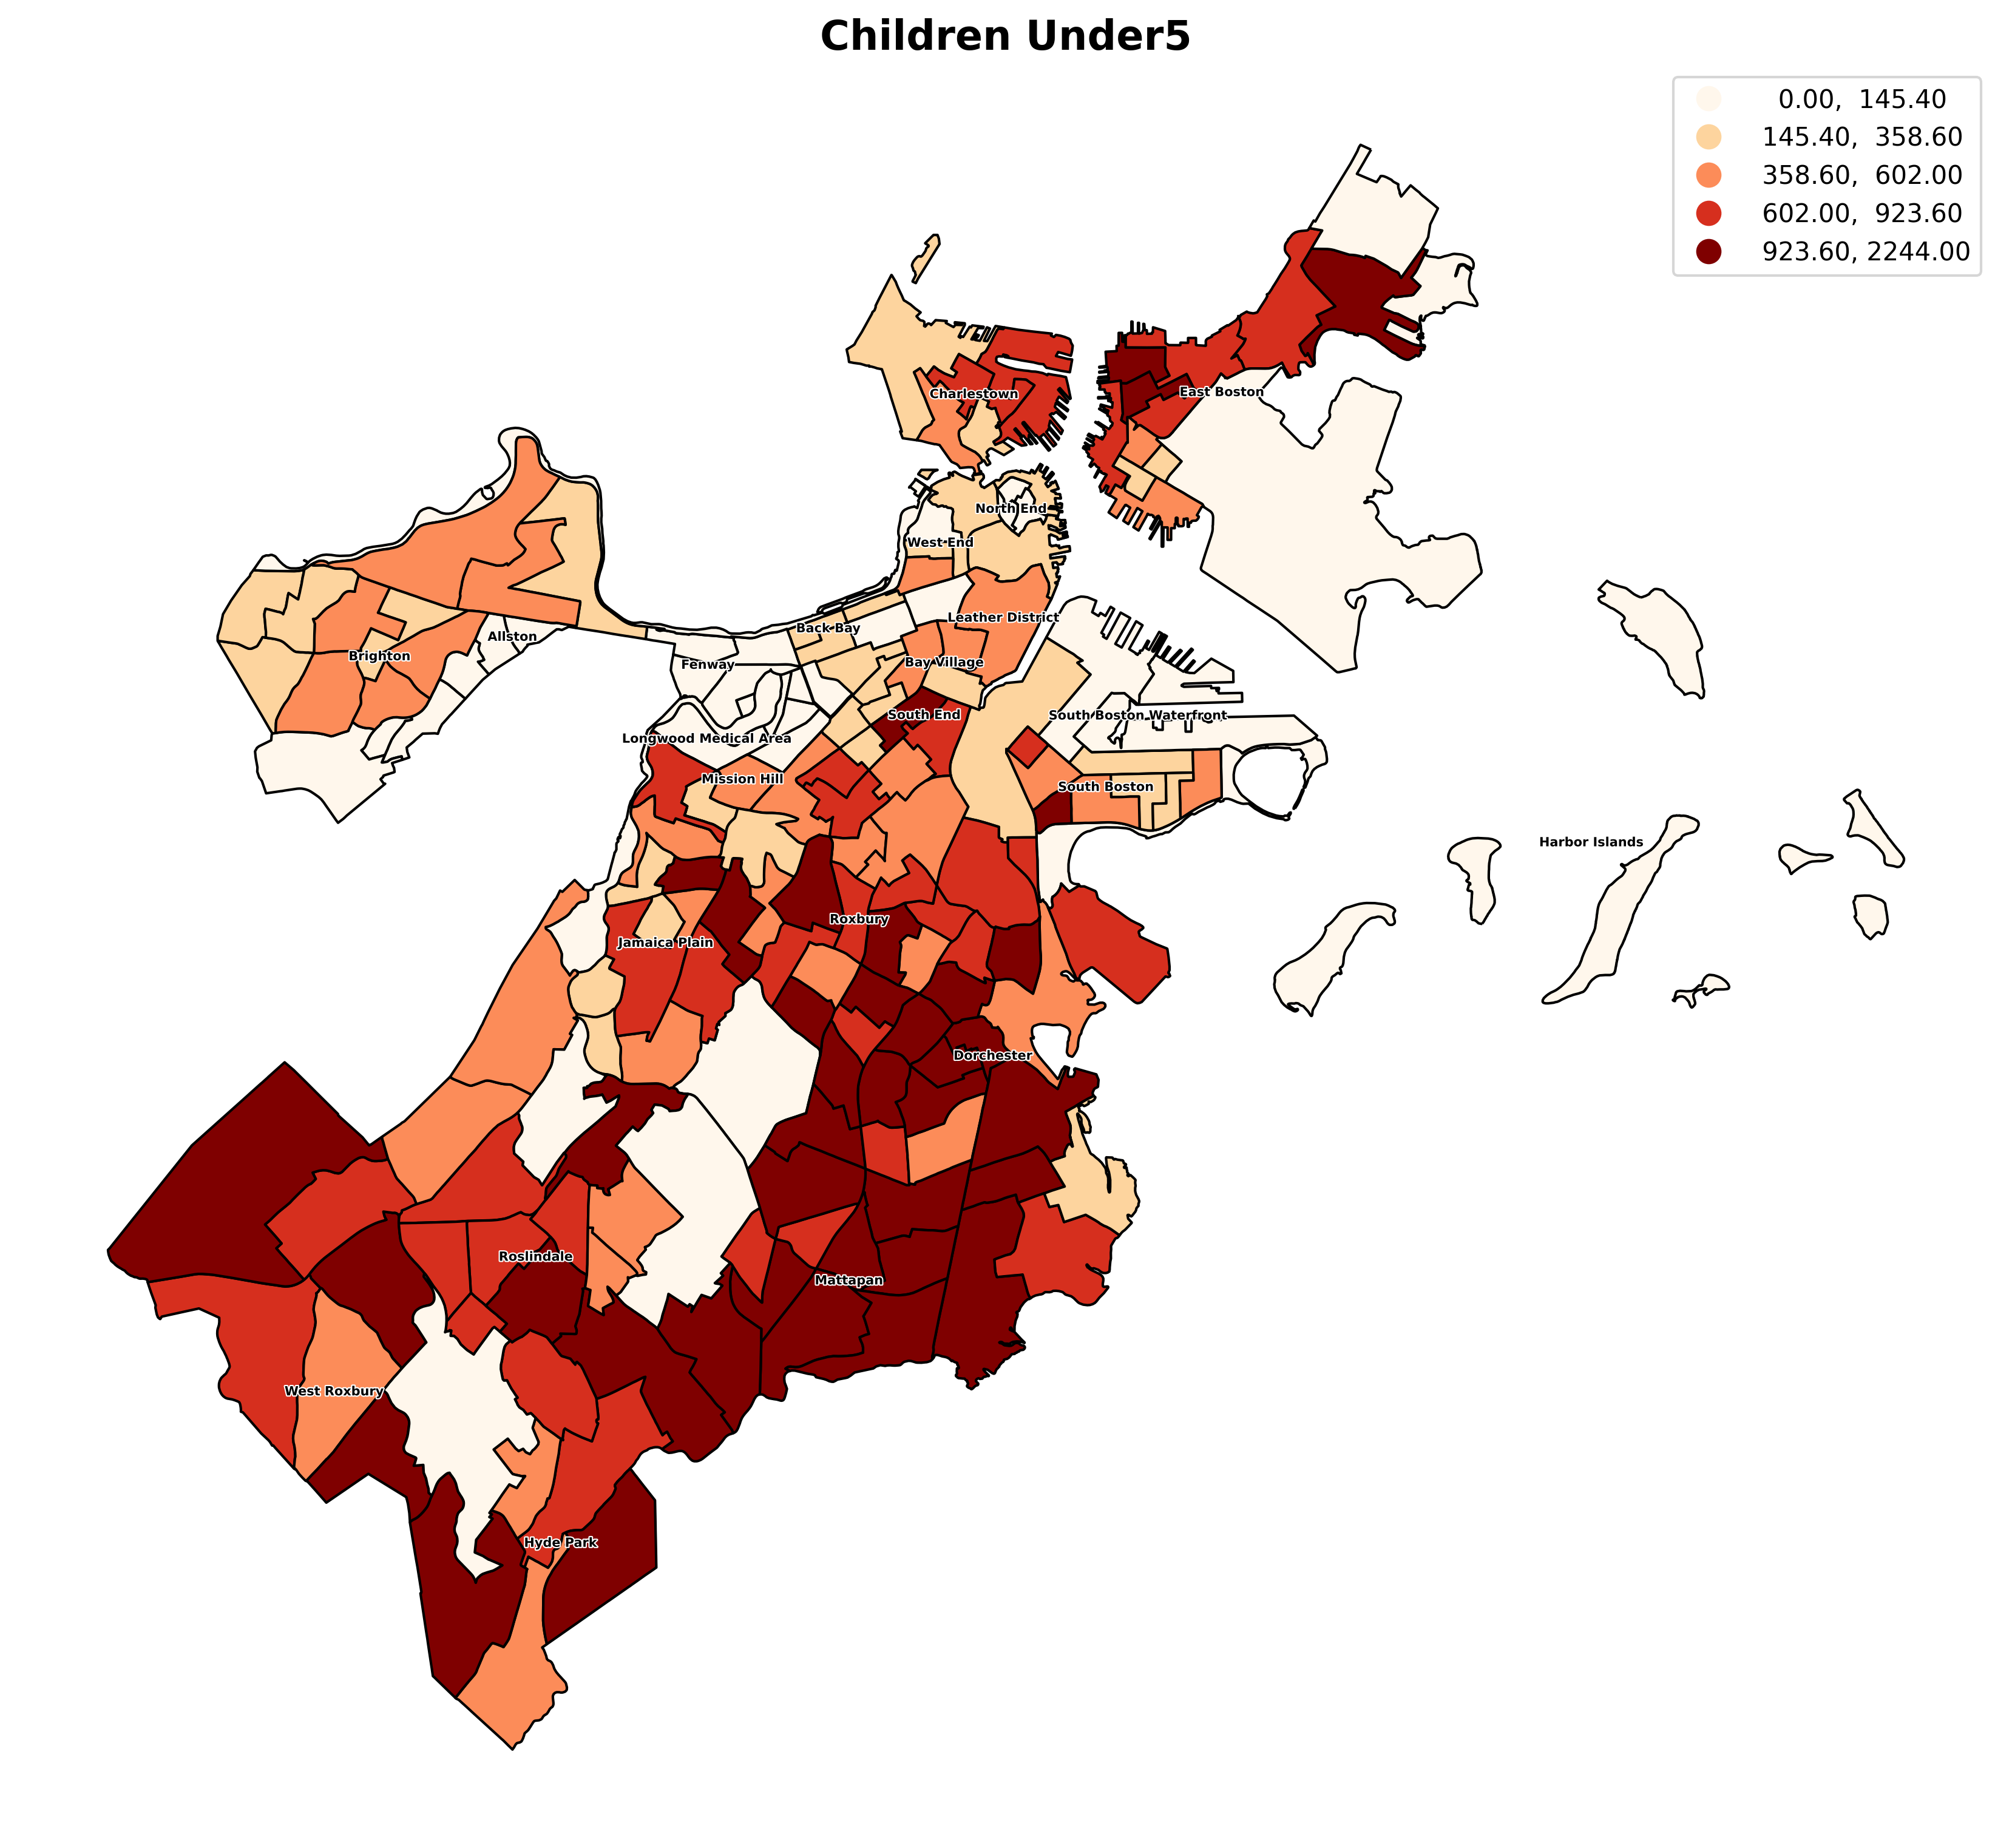 Children Under5
0.00, 145.40
145.40, 358.60
358.60, 602.00
602.00, 923.60
923.60, 2244.00
Charlestown
East Boston
North End
West End
Leather District
Back Bay
Allston
Brighton
Fenway
Bay Village
South End
South Boston Waterfront
Longwood Medical Area
Mission Hill
South Boston
Harbor Islands
Roxbury
Jamaica Plain
Dorchester
Roslindale
Mattapan
West Roxbury
Hyde Park